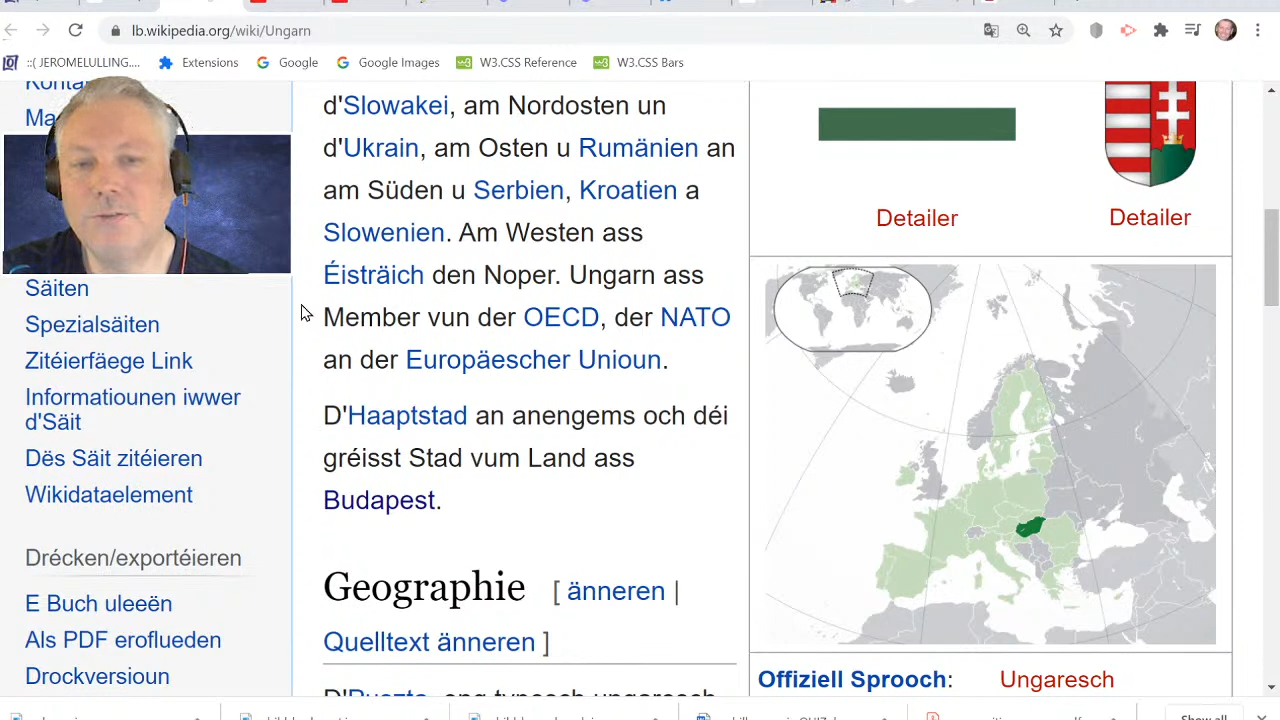 lb.wikipedia.org/wiki/Ungarn
::( JEROMELULLING....
Extensions
Google
Google Images
W3.CSS Reference
W3.CSS Bars
Säiten
Spezialsäiten
Zitéierfäege Link
Informatiounen iwwer
d'Säit
Dës Säit zitéieren
Wikidataelement
Drécken/exportéieren
E Buch uleeën
Als PDF eroflueden
Drockversioun
d'Slowakei, am Nordosten un
d'Ukrain, am Osten u Rumänien an
am Süden u Serbien, Kroatien a
Slowenien. Am Westen ass
Éisträich den Noper. Ungarn ass
Member vun der OECD, der NATO
an der Europäescher Unioun.
D'Haaptstad an anengems och déi
gréisst Stad vum Land ass
Budapest.
Geographie [ änneren |
Quelltext änneren ]
Detailer
Detailer
Offiziell Sprooch: Ungaresch